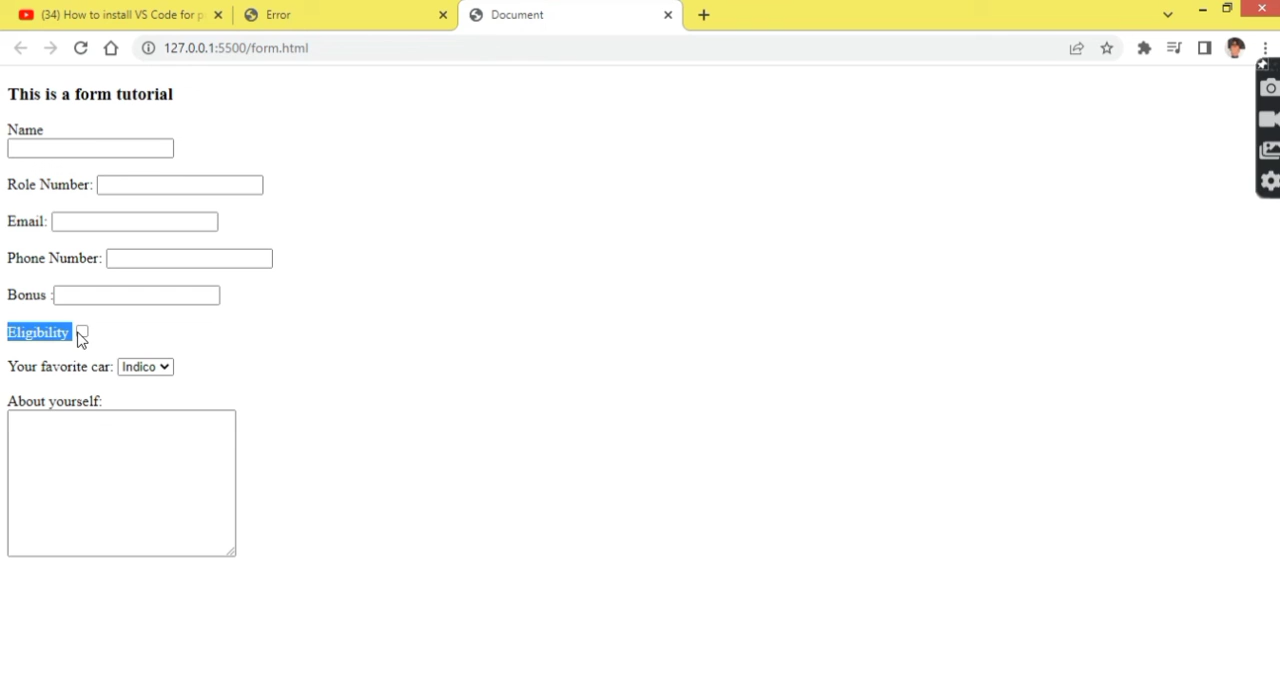 (34) How to install VS Code for p
Error
Document
127.0.0.1:5500/form.html
This is a form tutorial
Name
Role Number:
Email:
Phone Number:
Bonus :
Eligibility
Your favorite car: Indico
About yourself: